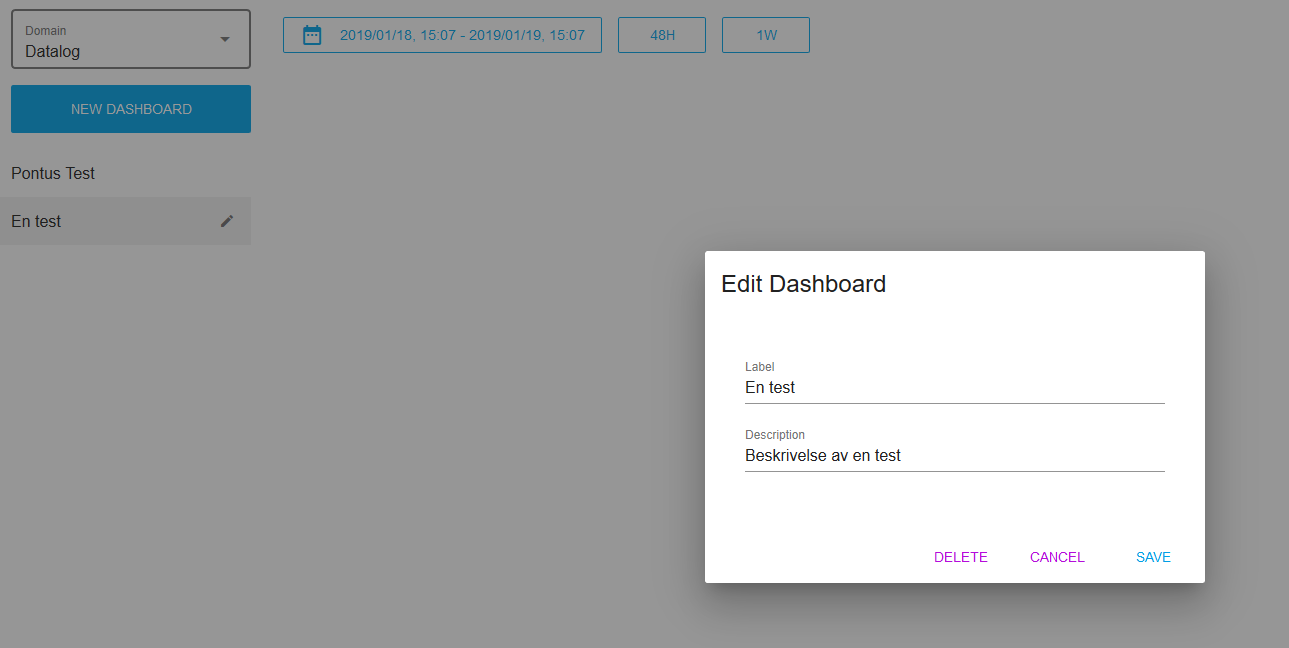 Domain
Datalog
2019/01/18, 15:07 - 2019/01/19, 15:07
48H
1W
NEW DASHBOARD
Pontus Test
En test
Edit Dashboard
Label
En test
Description
Beskrivelse av en test
DELETE
CANCEL
SAVE